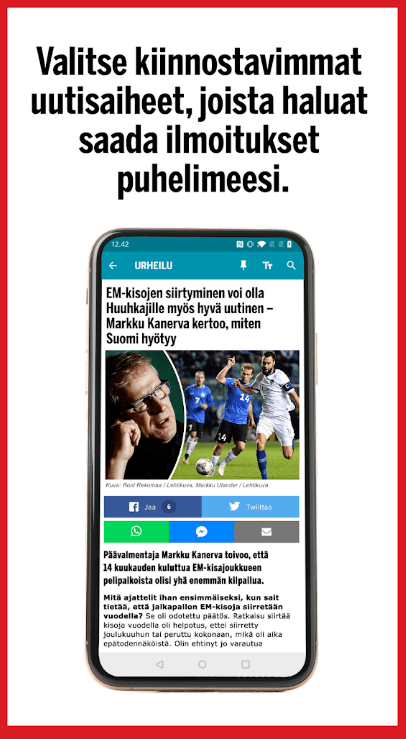 Valitse kiinnostavimmat
uutisaiheet, joista haluat
saada ilmoitukset
puhelimeesi.
12.42
URHEILU
EM-kisojen siirtyminen voi olla
Huuhkajille myös hyvä uutinen –
Markku Kanerva kertoo, miten
Suomi hyötyy
14
Kuva: Roni Rekomaa / Lehtikuva, Markku Ulander / Lehtikuva
Jaa 6
Twiittaa
Päävalmentaja Markku Kanerva toivoo, että
14 kuukauden kuluttua EM-kisajoukkueen
pelipaikoista olisi yhä enemmän kilpailua.
Mitä ajattelit ihan ensimmäiseksi, kun sait
tietää, että jalkapallon EM-kisoja siirretään
vuodella? Se oli odotettu päätös. Ratkaisu siirtää
kisoja vuodella oli helpotus, ettei siirretty
joulukuuhun tai peruttu kokonaan, mikä oli aika
epätodennäköistä. Olin ehtinyt jo varautua